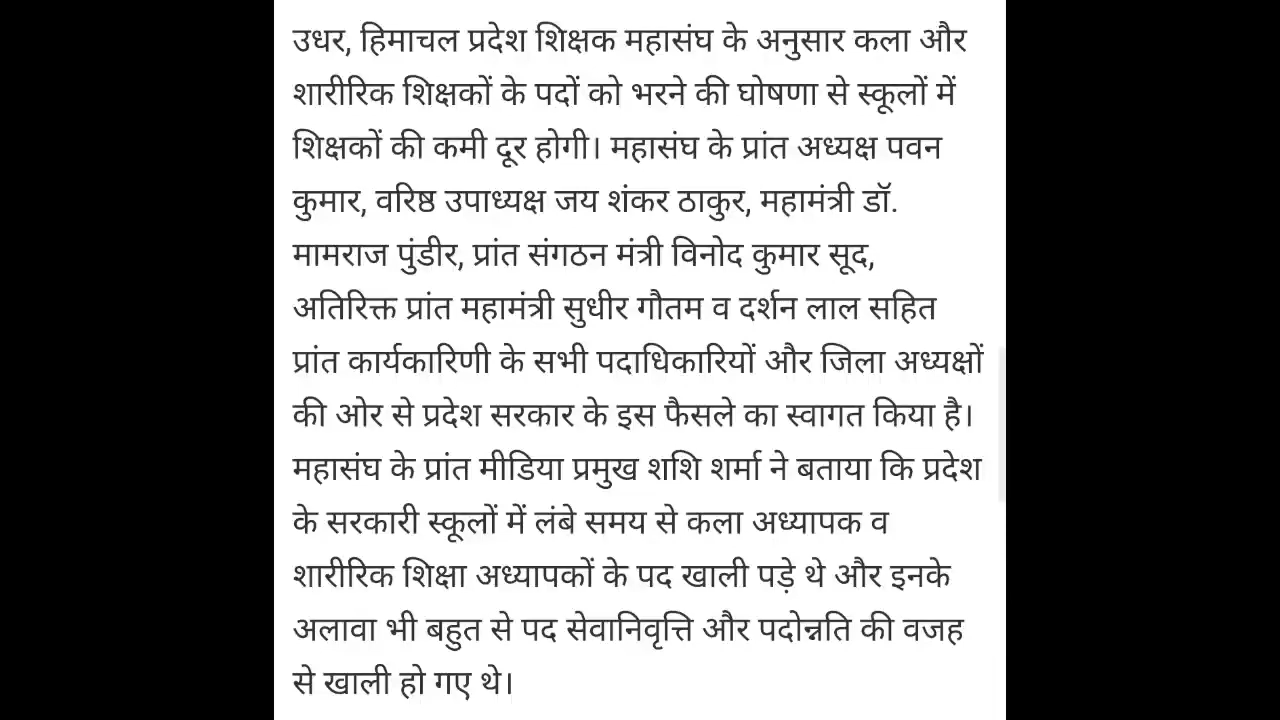 उधर, हिमाचल प्रदेश शिक्षक महासंघ के अनुसार कला और
शारीरिक शिक्षकों के पदों को भरने की घोषणा से स्कूलों में
शिक्षकों की कमी दूर होगी। महासंघ के प्रांत अध्यक्ष पवन
कुमार, वरिष्ठ उपाध्यक्ष जय शंकर ठाकुर, महामंत्री डॉ.
मामराज पुंडीर, प्रांत संगठन मंत्री विनोद कुमार सूद,
अतिरिक्त प्रांत महामंत्री सुधीर गौतम व दर्शन लाल सहित
प्रांत कार्यकारिणी के सभी पदाधिकारियों और जिला अध्यक्षों
की ओर से प्रदेश सरकार के इस फैसले का स्वागत किया है।
महासंघ के प्रांत मीडिया प्रमुख शशि शर्मा ने बताया कि प्रदेश
के सरकारी स्कूलों में लंबे समय से कला अध्यापक व
शारीरिक शिक्षा अध्यापकों के पद खाली पड़े थे और इनके
अलावा भी बहुत से पद सेवानिवृत्ति और पदोन्नति की वजह
से खाली हो गए थे।